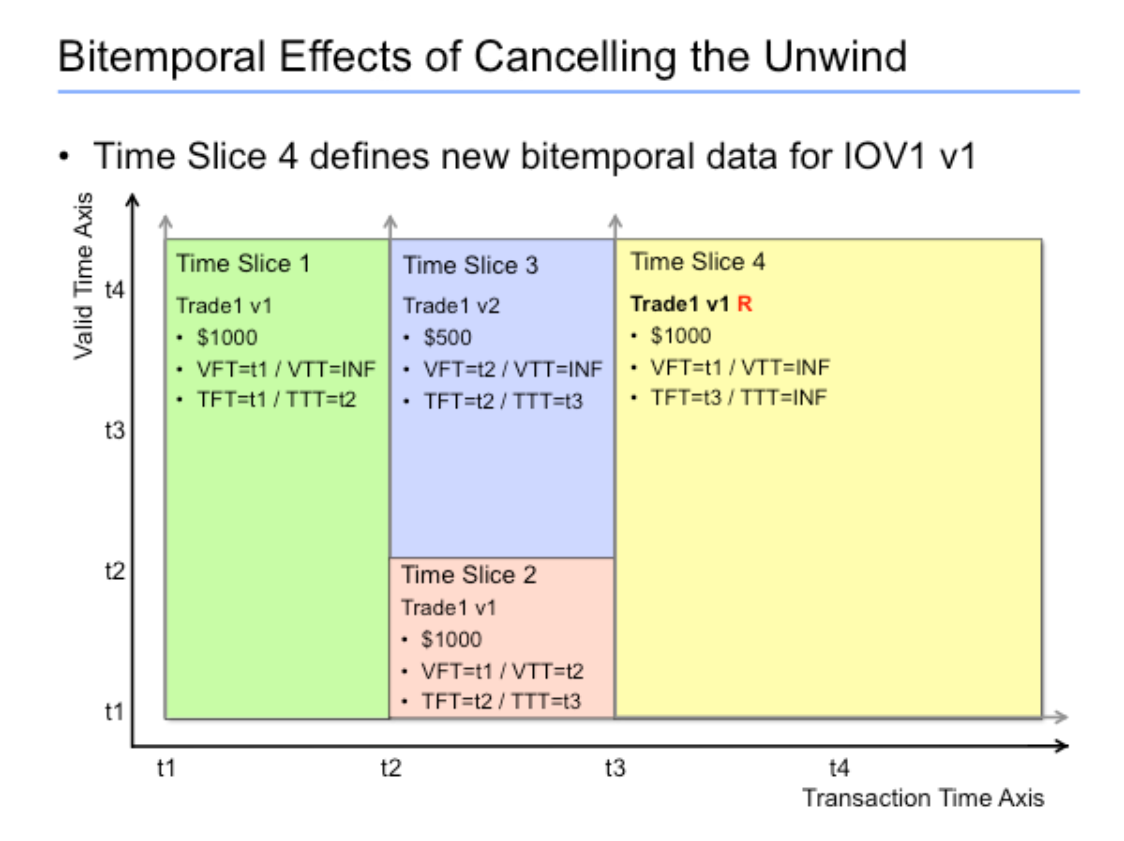 Bitemporal Effects of Cancelling the Unwind
• Time Slice 4 defines new bitemporal data for IOV1 v1
Valid Time Axis
t4
t3
t2
t1
Time Slice 1
Trade1 v1
• $1000
• VFT=t1 / VTT=INF
• TFT=t1 / TTT=t2
Time Slice 3
Trade1 v2
• $500
• VFT=t2 / VTT=INF
• TFT=t2 / TTT=t3
Time Slice 2
Trade1 v1
• $1000
• VFT=t1 / VTT=t2
• TFT=t2 / TTT=t3
Time Slice 4
Trade1 v1 R
• $1000
• VFT=t1 / VTT=INF
• TFT=t3 / TTT=INF
t1 t2 t3 t4
Transaction Time Axis